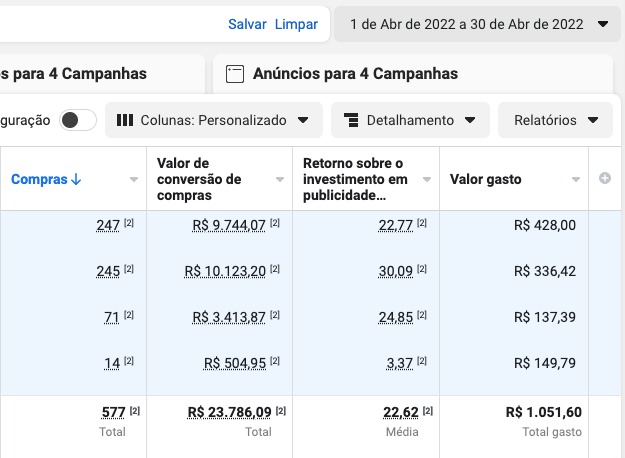 Salvar Limpar 1 de Abr de 2022 a 30 de Abr de 2022
s para 4 Campanhas Anúncios para 4 Campanhas
guração Colunas: Personalizado Detalhamento Relatórios
Compras Valor de conversão de compras Retorno sobre o investimento em publicidade... Valor gasto
247 [2] R$ 9.744,07 [2] 22,77 [2] R$ 428,00
245 [2] R$ 10.123,20 [2] 30,09 [2] R$ 336,42
71 [2] R$ 3.413,87 [2] 24,85 [2] R$ 137,39
14 [2] R$ 504,95 [2] 3,37 [2] R$ 149,79
577 [2] R$ 23.786,09 [2] 22,62 [2] R$ 1.051,60
Total Total Média Total gasto